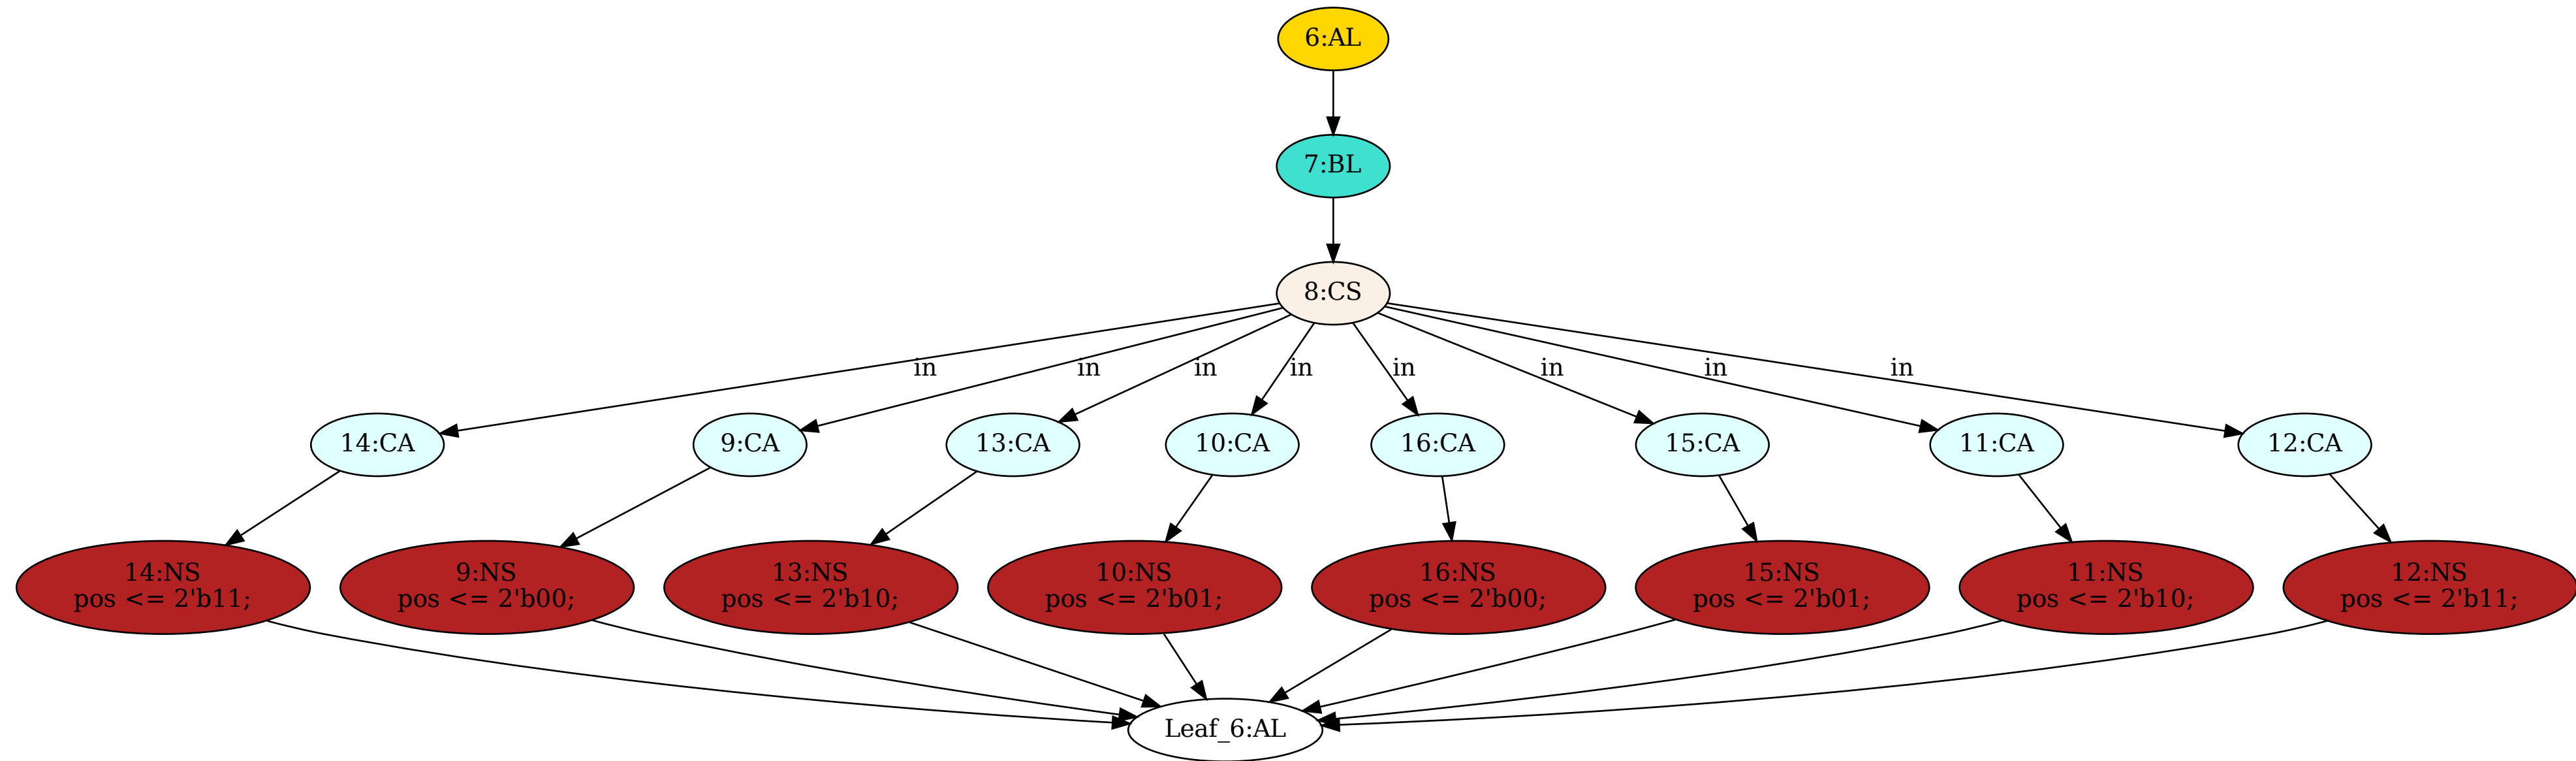 6:AL
7:BL
8:CS
in in in in in in in in
14:CA 9:CA 13:CA 10:CA 16:CA 15:CA 11:CA 12:CA
14:NS
pos <= 2'b11;
9:NS
pos <= 2'b00;
13:NS
pos <= 2'b10;
10:NS
pos <= 2'b01;
16:NS
pos <= 2'b00;
15:NS
pos <= 2'b01;
11:NS
pos <= 2'b10;
12:NS
pos <= 2'b11;
Leaf_6:AL